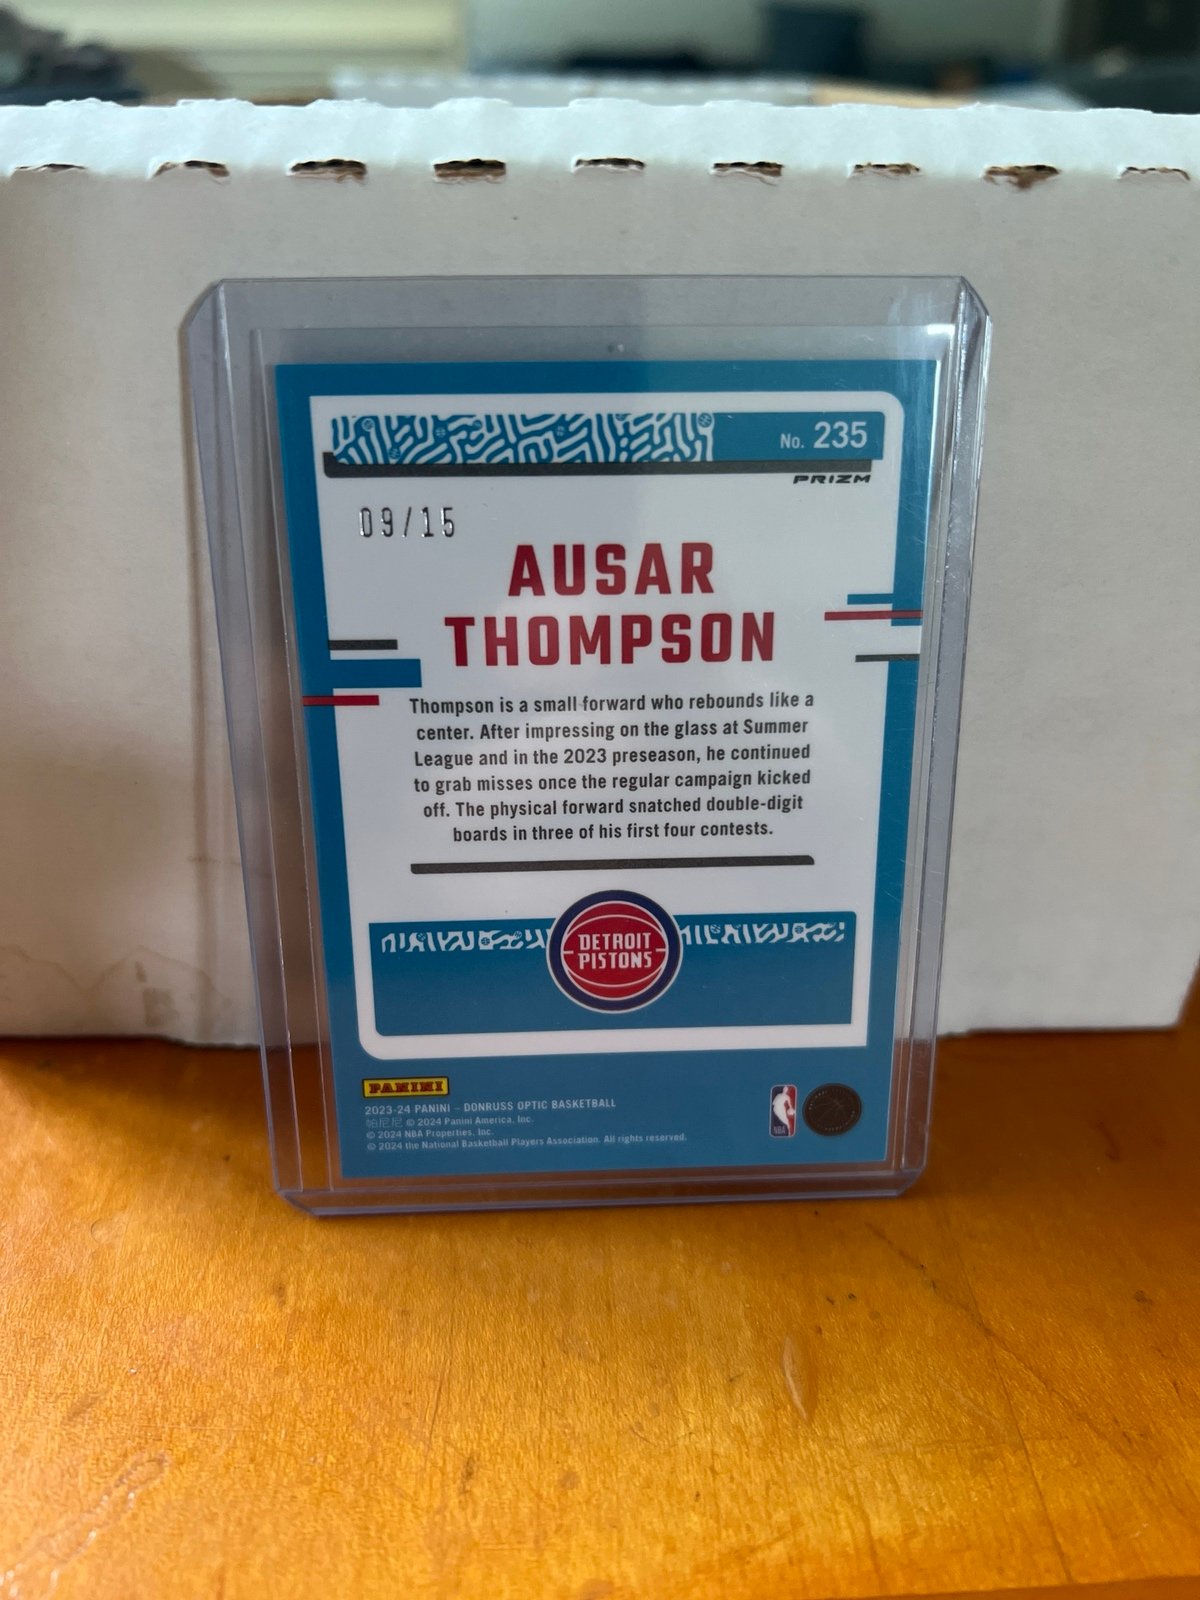 No. 235
PRIZM
09/15
AUSAR
THOMPSON
Thompson is a small forward who rebounds like a
center. After impressing on the glass at Summer
League and in the 2023 preseason, he continued
to grab misses once the regular campaign kicked
off. The physical forward snatched double-digit
boards in three of his first four contests.
DETROIT
PISTONS
PANINI
2023-24 PANINI – DONRUSS OPTIC BASKETBALL
帕尼尼 © 2024 Panini America, Inc.
© 2024 NBA Properties, Inc.
© 2024 the National Basketball Players Association. All rights reserved.
NBA